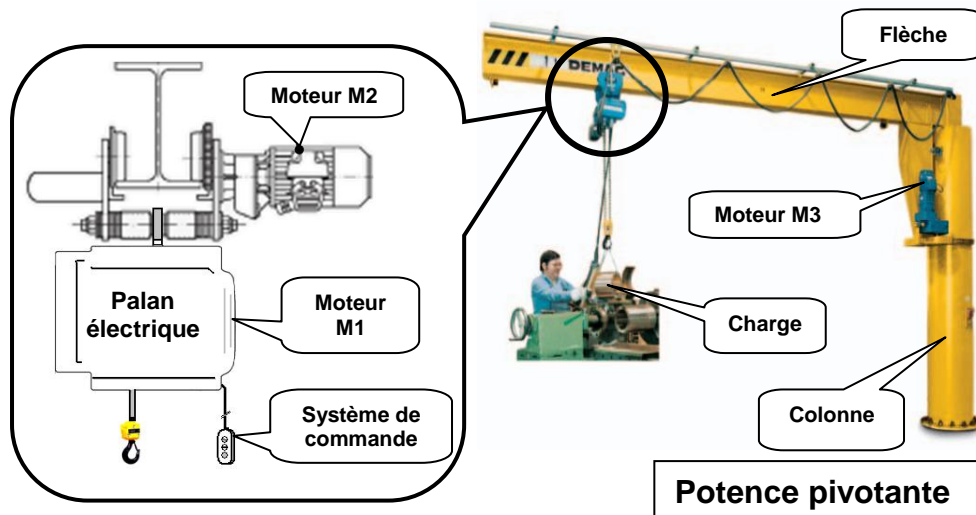 Moteur M2
Palan
électrique
Moteur
M1
Système de
commande
Flèche
DEMAG
Moteur M3
Charge
Colonne
Potence pivotante